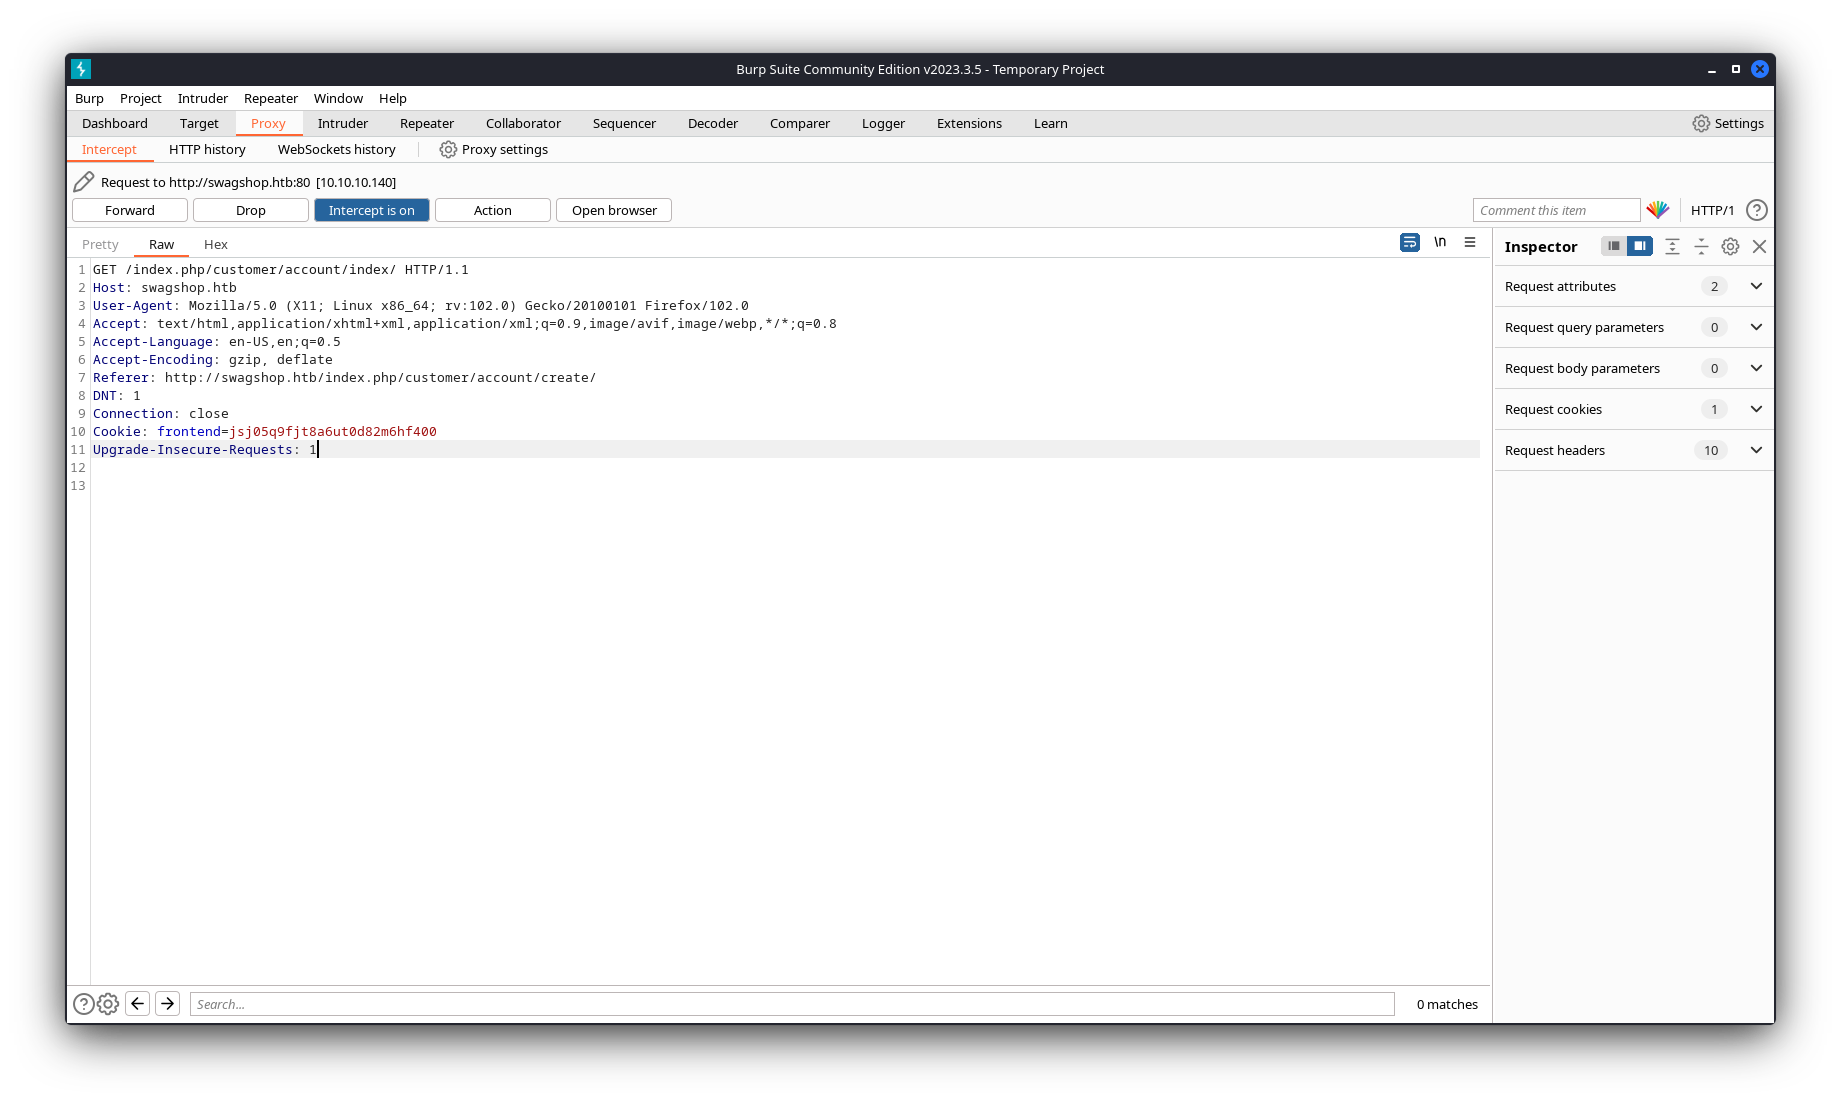 Burp Suite Community Edition v2023.3.5 - Temporary Project
Burp Project Intruder Repeater Window Help
Dashboard Target Proxy Intruder Repeater Collaborator Sequencer Decoder Comparer Logger Extensions Learn Settings
Intercept HTTP history WebSockets history Proxy settings
Request to http://swagshop.htb:80 [10.10.10.140]
Forward Drop Intercept is on Action Open browser Comment this item HTTP/1 ?
Pretty Raw Hex \n
Inspector
1 GET /index.php/customer/account/index/ HTTP/1.1
2 Host: swagshop.htb
3 User-Agent: Mozilla/5.0 (X11; Linux x86_64; rv:102.0) Gecko/20100101 Firefox/102.0
4 Accept: text/html,application/xhtml+xml,application/xml;q=0.9,image/avif,image/webp,*/*;q=0.8
5 Accept-Language: en-US,en;q=0.5
6 Accept-Encoding: gzip, deflate
7 Referer: http://swagshop.htb/index.php/customer/account/create/
8 DNT: 1
9 Connection: close
10 Cookie: frontend=jsj05q9fjt8a6ut0d82m6hf400
11 Upgrade-Insecure-Requests: 1
12
13
Request attributes 2
Request query parameters 0
Request body parameters 0
Request cookies 1
Request headers 10
? Search... 0 matches